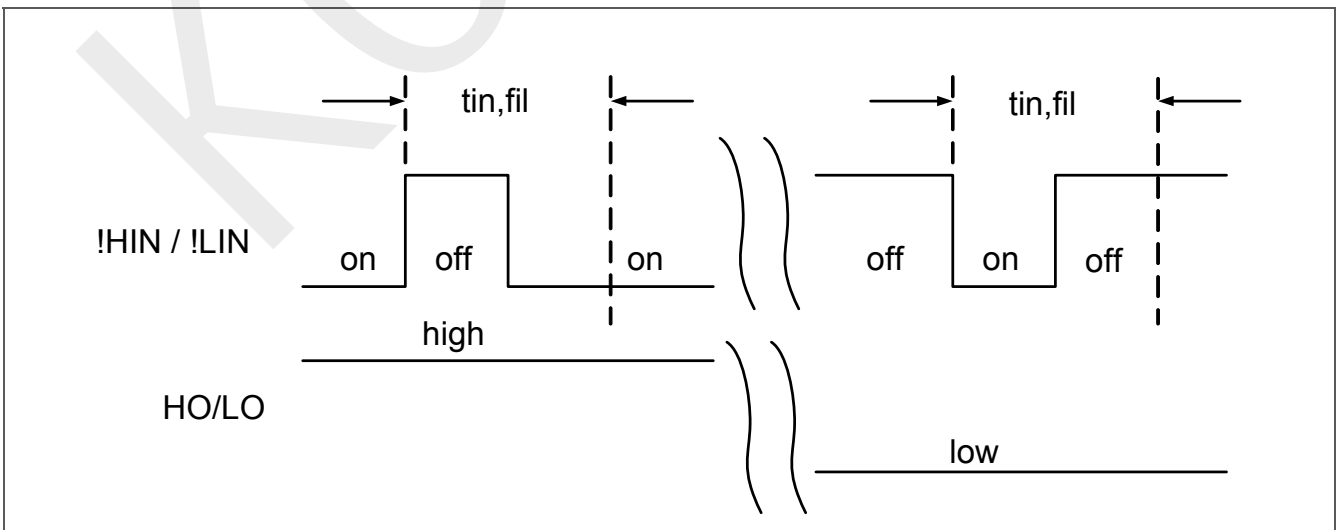 tin,fil tin,fil
!HIN / !LIN
on off on off on off
high
HO/LO
low